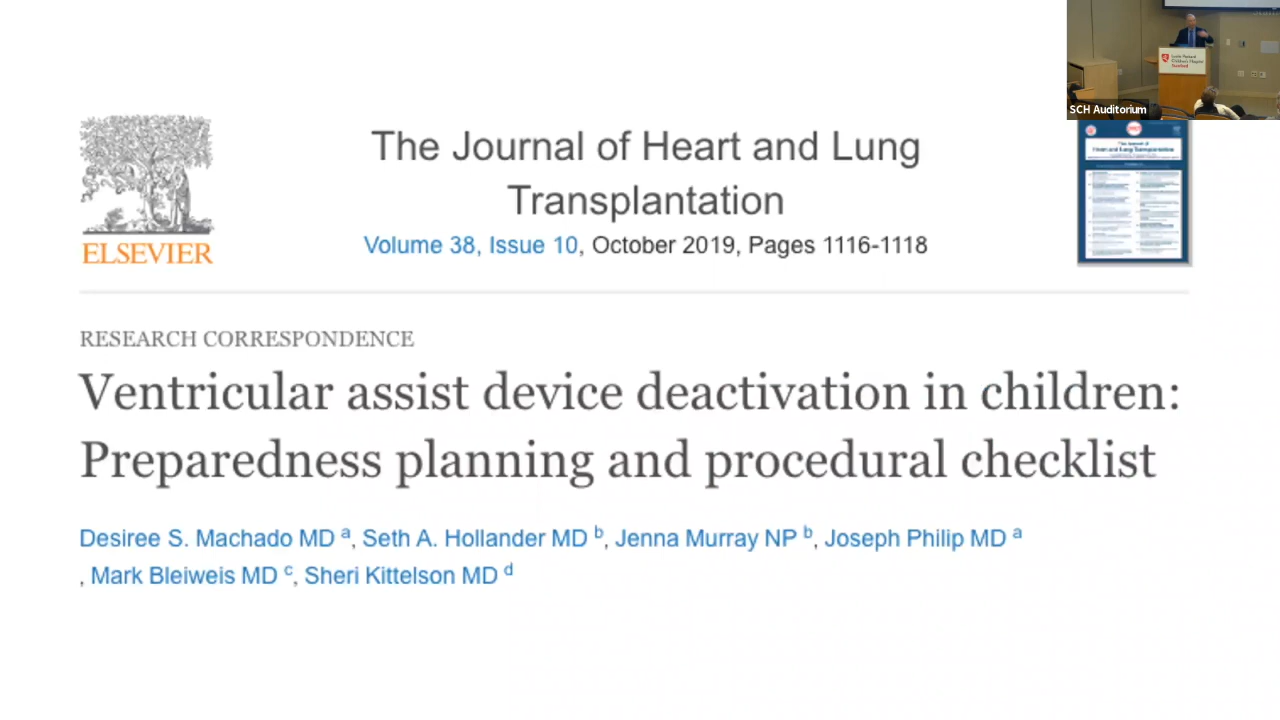 SCH Auditorium
The Journal of Heart and Lung
Transplantation
Volume 38, Issue 10, October 2019, Pages 1116-1118
ELSEVIER
RESEARCH CORRESPONDENCE
Ventricular assist device deactivation in children:
Preparedness planning and procedural checklist
Desiree S. Machado MD a, Seth A. Hollander MD b, Jenna Murray NP b, Joseph Philip MD a
, Mark Bleiweis MD c, Sheri Kittelson MD d